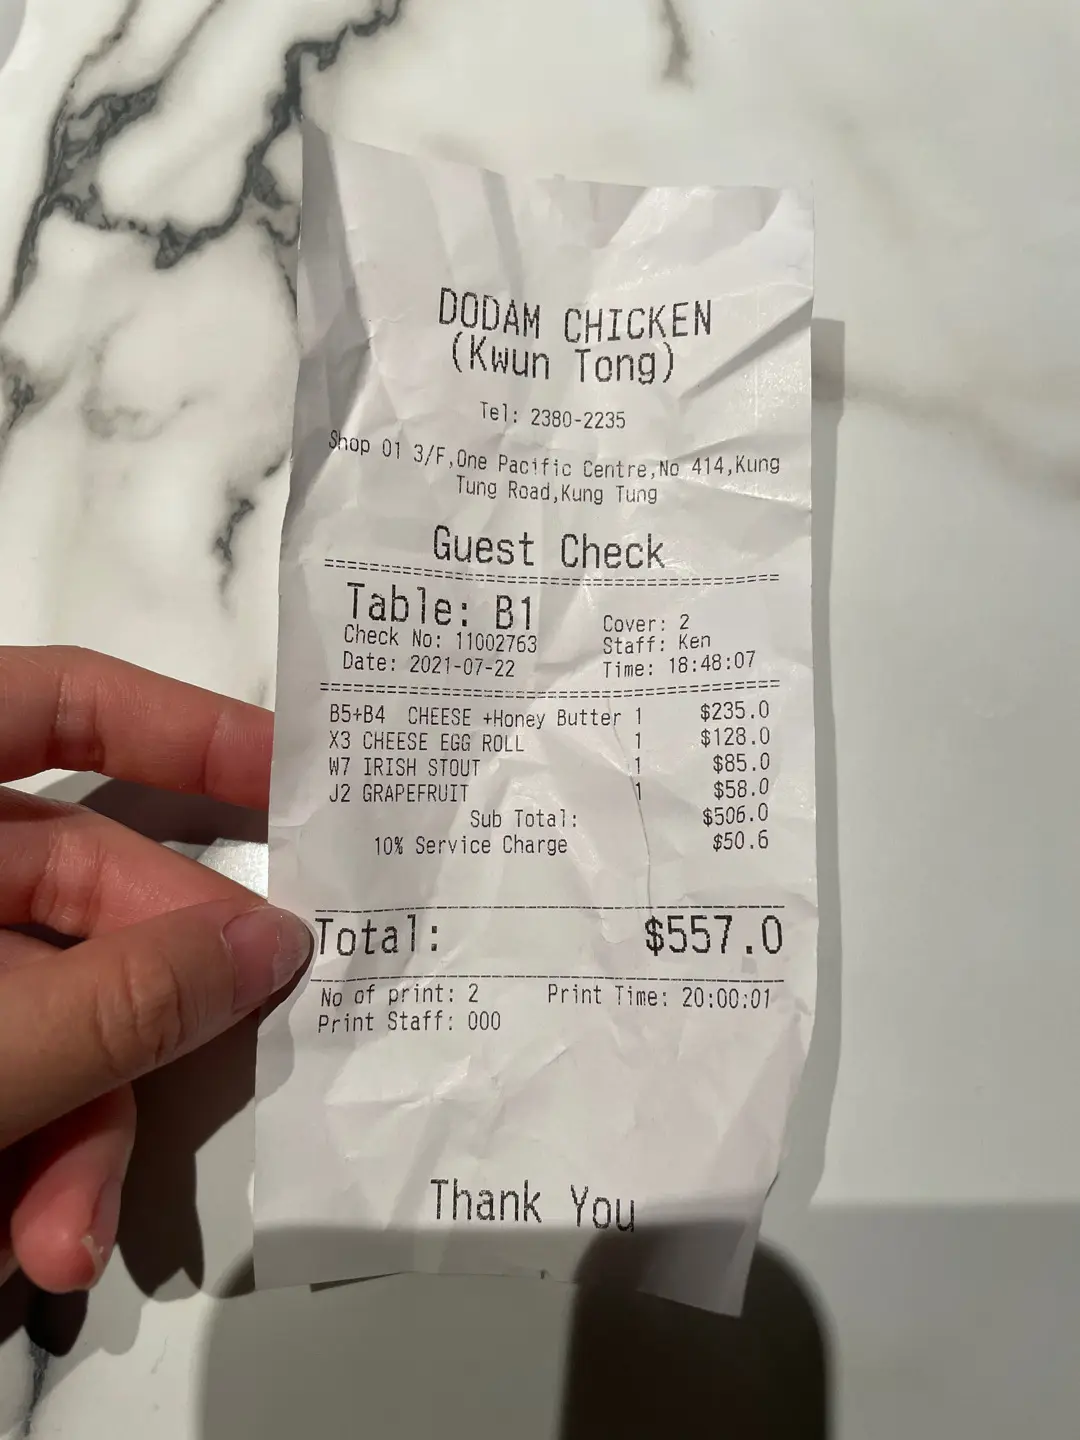 DODAM CHICKEN
(Kwun Tong)
Tel: 2380-2235
Shop 01 3/F,One Pacific Centre,No 414,Kung
Tung Road,Kung Tung
Guest Check
Table: B1 Cover: 2
Check No: 11002763 Staff: Ken
Date: 2021-07-22 Time: 18:48:07
B5+B4 CHEESE +Honey Butter 1 $235.0
X3 CHEESE EGG ROLL 1 $128.0
W7 IRISH STOUT 1 $85.0
J2 GRAPEFRUIT 1 $58.0
Sub Total: $506.0
10% Service Charge $50.6
Total: $557.0
No of print: 2 Print Time: 20:00:01
Print Staff: 000
Thank You